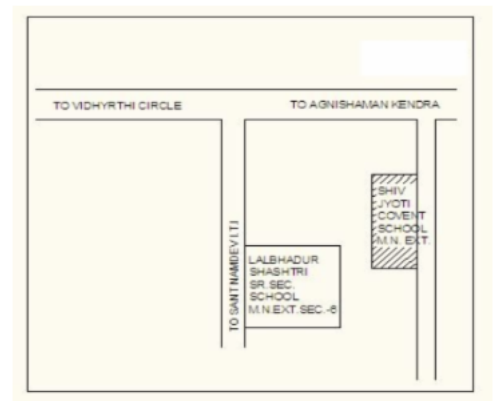 TO VIDHYRTHI CIRCLE
TO AGNISHAMAN KENDRA
SHIV
JYOTI
COVENT
SCHOOL
M.N. EXT.
TO SANT NAMDEV I.T.I
LALBHADUR
SHASHTRI
SR.SEC.
SCHOOL
M.N.EXT.SEC.-6